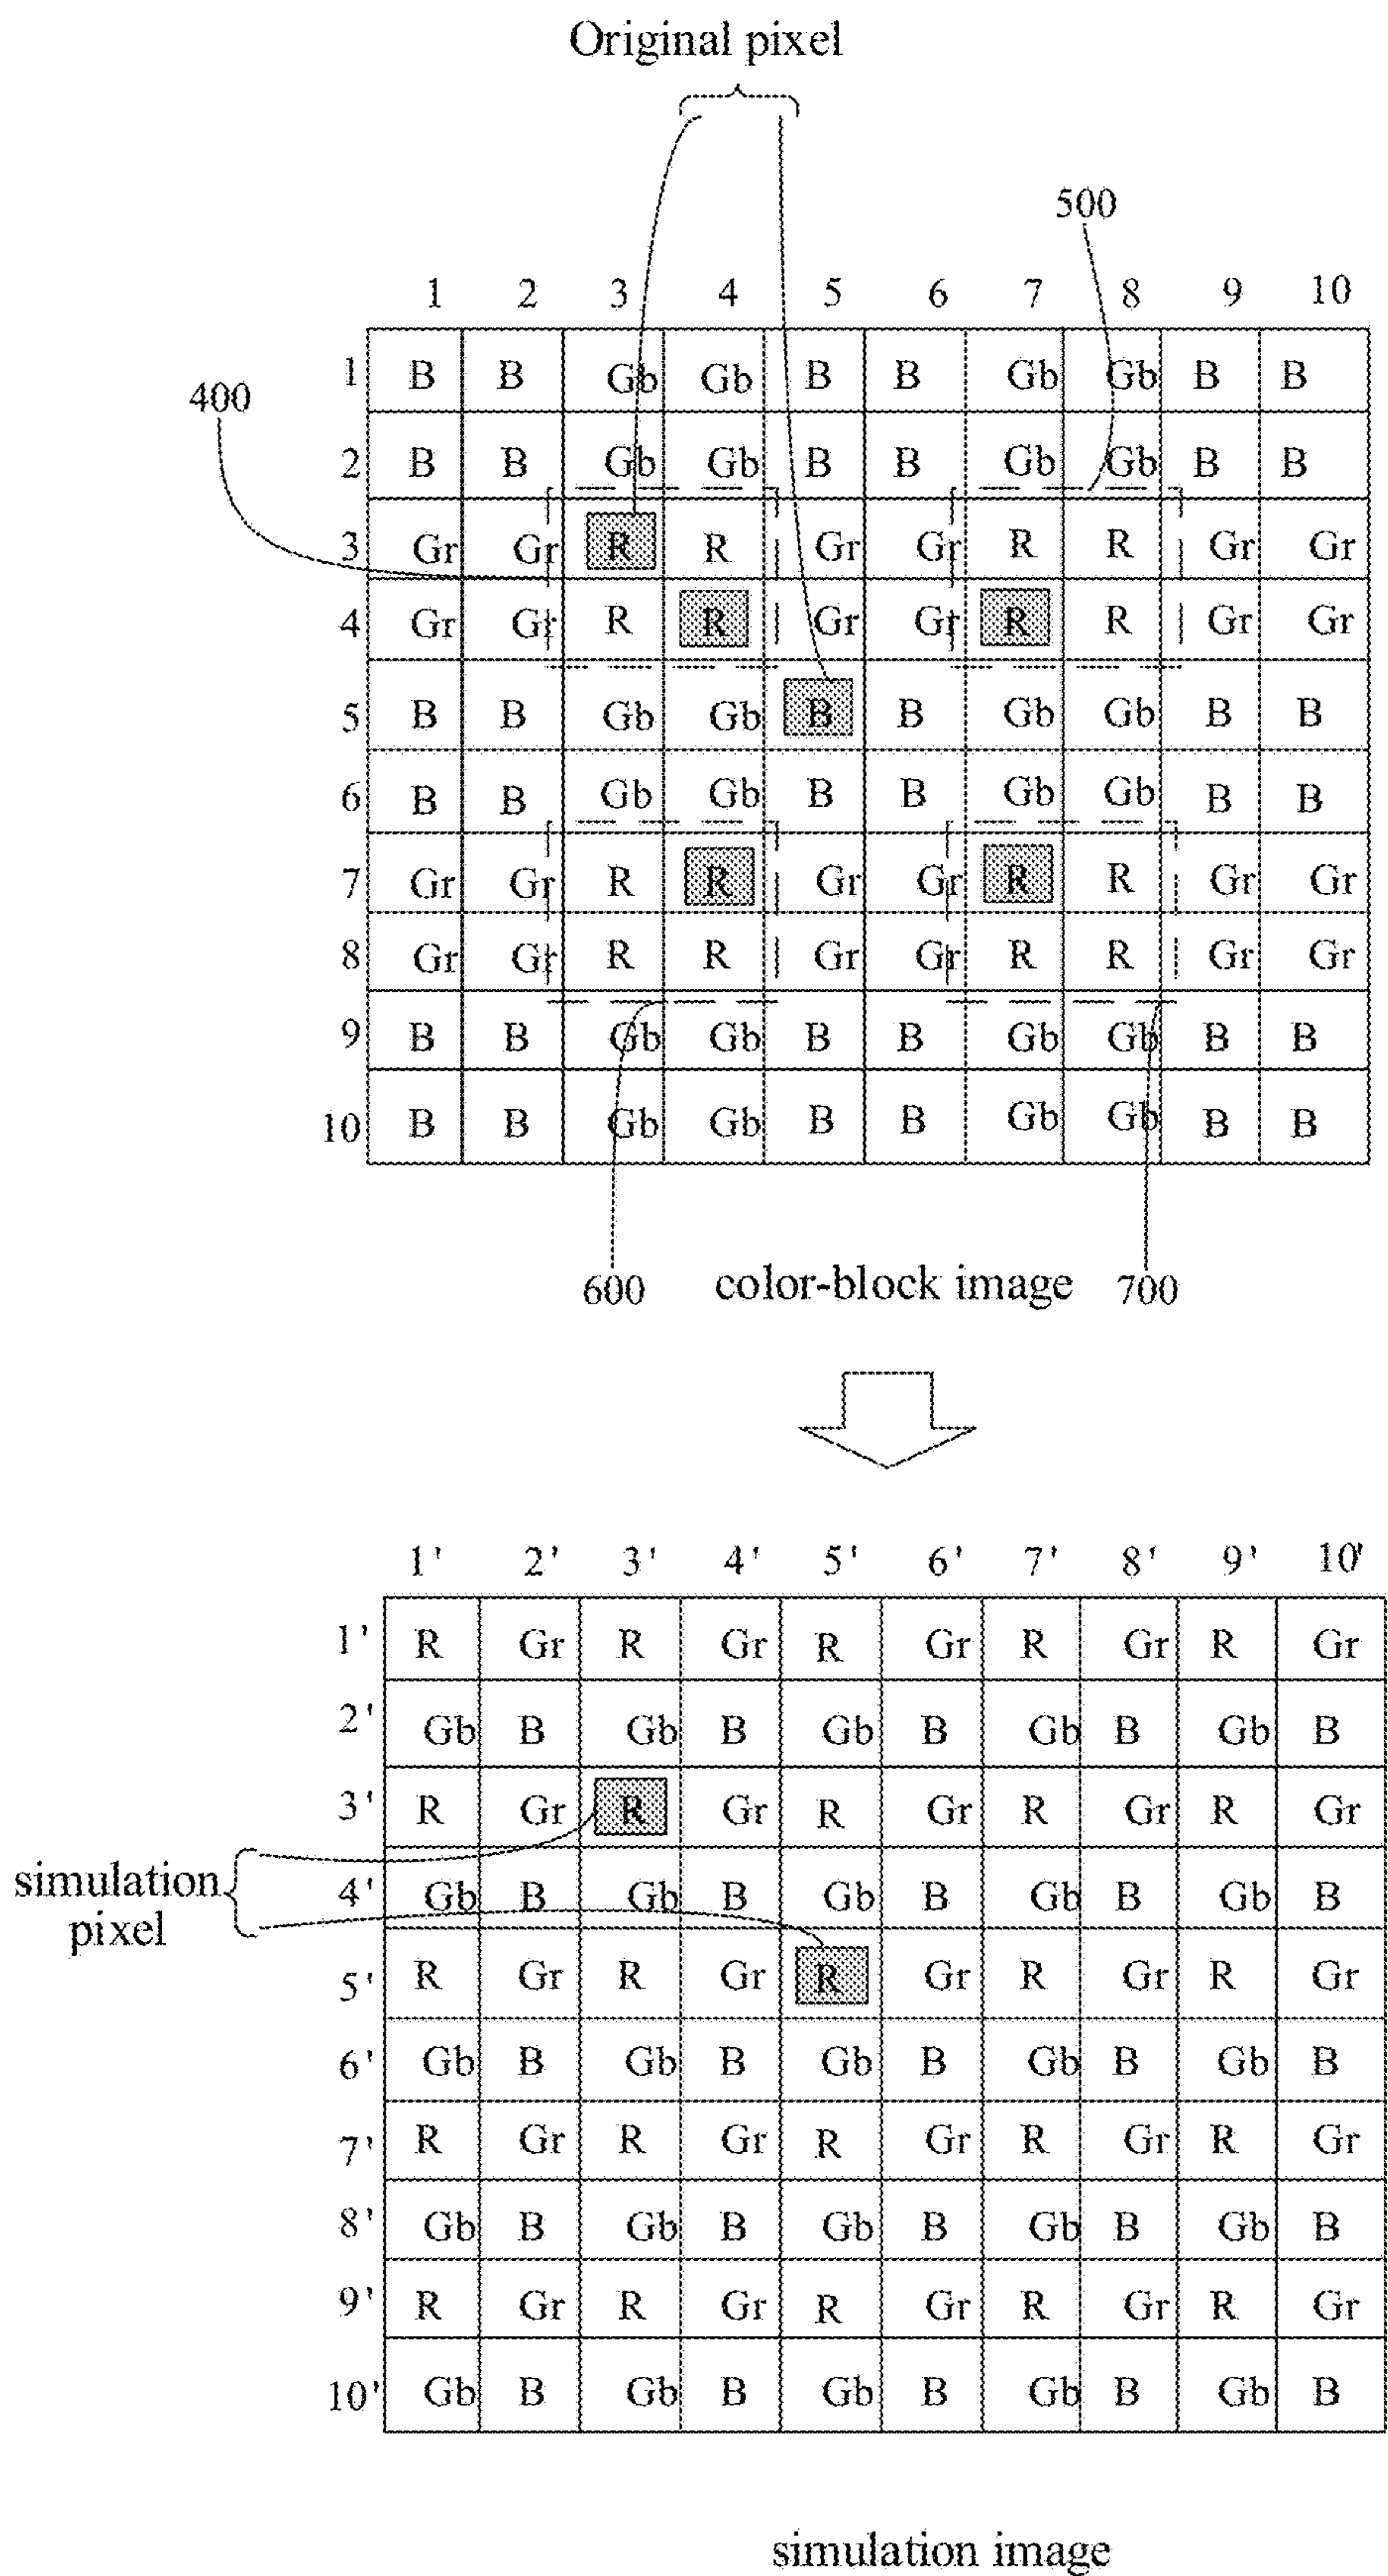 Original pixel
500
1 2 3 4 5 6 7 8 9 10
400
1 B B Gb Gb B B Gb Gb B B
2 B B Gb Gb B B Gb Gb B B
3 Gr Gr R R Gr Gr R R Gr Gr
4 Gr Gr R R Gr Gr R R Gr Gr
5 B B Gb Gb B B Gb Gb B B
6 B B Gb Gb B B Gb Gb B B
7 Gr Gr R R Gr Gr R R Gr Gr
8 Gr Gr R R Gr Gr R R Gr Gr
9 B B Gb Gb B B Gb Gb B B
10 B B Gb Gb B B Gb Gb B B
600 color-block image 700
1' 2' 3' 4' 5' 6' 7' 8' 9' 10'
1' R Gr R Gr R Gr R Gr R Gr
2' Gb B Gb B Gb B Gb B Gb B
3' R Gr R Gr R Gr R Gr R Gr
simulation
pixel
4' Gb B Gb B Gb B Gb B Gb B
5' R Gr R Gr R Gr R Gr R Gr
6' Gb B Gb B Gb B Gb B Gb B
7' R Gr R Gr R Gr R Gr R Gr
8' Gb B Gb B Gb B Gb B Gb B
9' R Gr R Gr R Gr R Gr R Gr
10' Gb B Gb B Gb B Gb B Gb B
simulation image